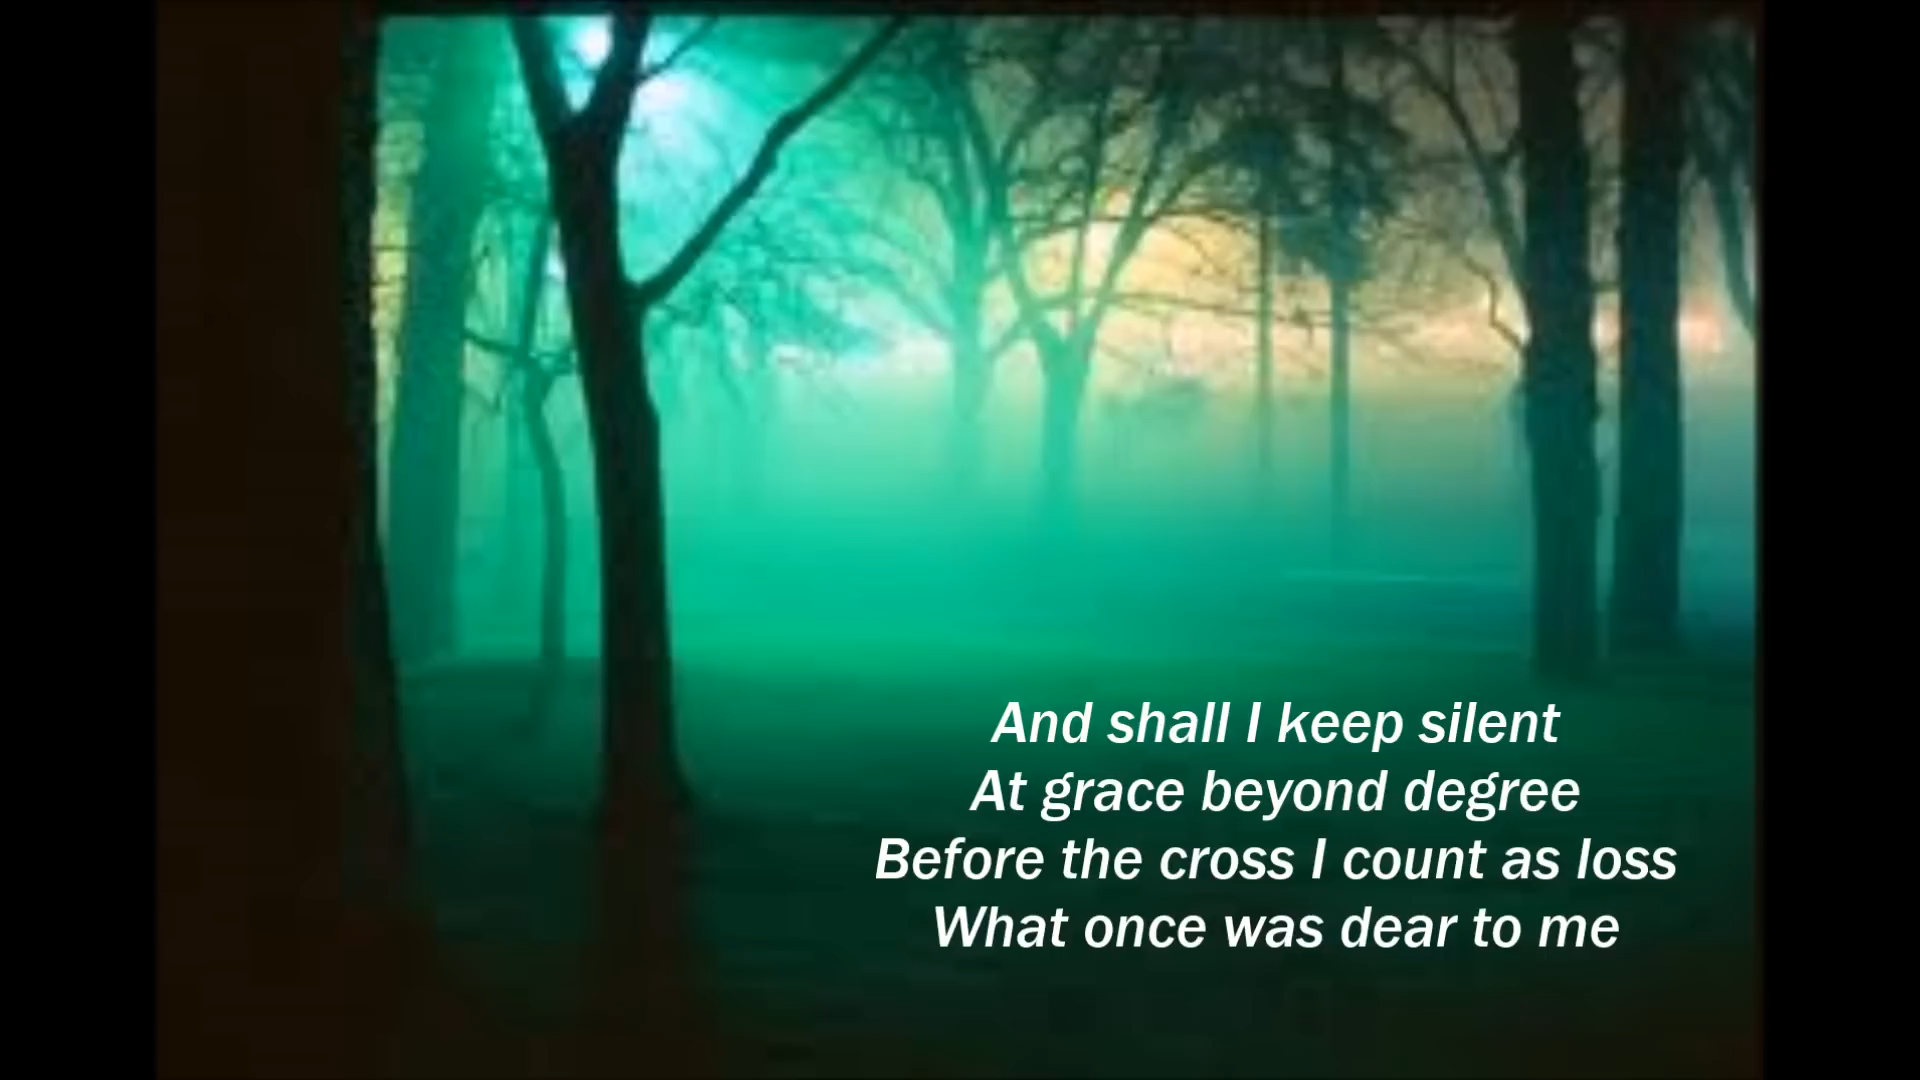 And shall I keep silent
At grace beyond degree
Before the cross I count as loss
What once was dear to me